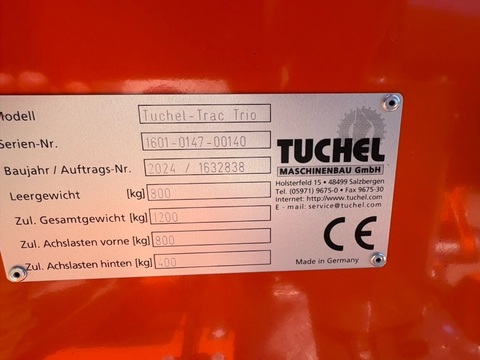 Modell Tuchel-Trac Trio
Serien-Nr. 1601-0147-00140
Baujahr / Auftrags-Nr. 2024 / 1632838
Leergewicht [kg] 800
Zul. Gesamtgewicht [kg] 1200
Zul. Achslasten vorne [kg] 800
Zul. Achslasten hinten [kg] 400
TUCHEL
MASCHINENBAU GmbH
Holsterfeld 15 • 48499 Salzbergen
Tel. (05971) 9675-0 • Fax 9675-30
Internet: http://www.tuchel.com
E - mail: service@tuchel.com
CE
Made in Germany